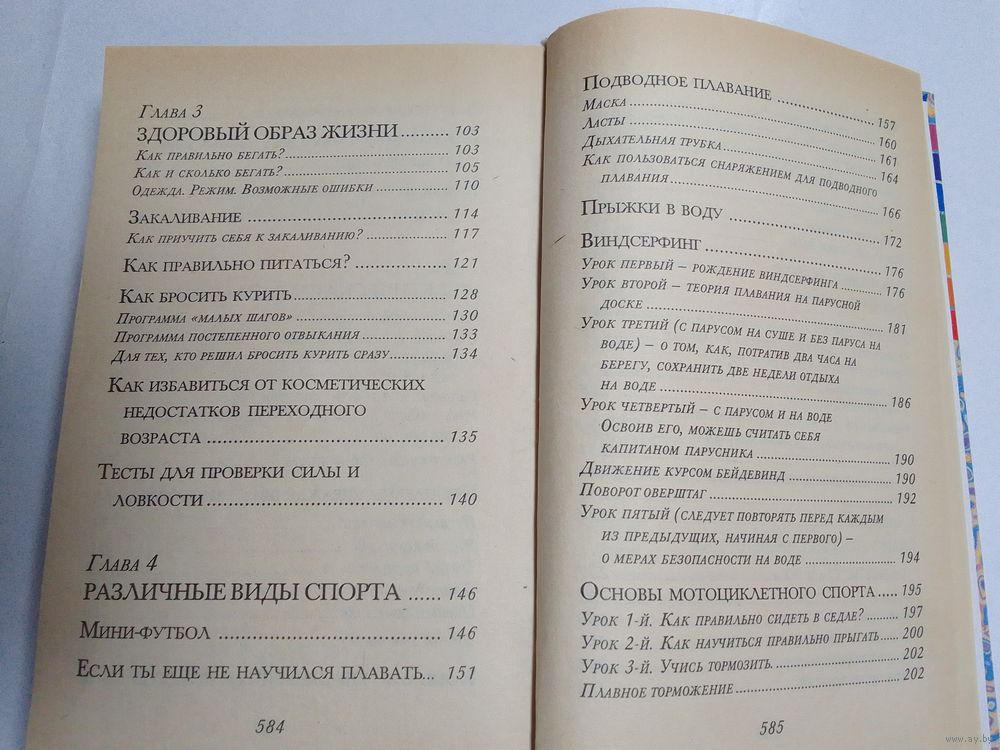 Глава 3
ЗДОРОВЫЙ ОБРАЗ ЖИЗНИ.......... 103
Как правильно бегать?.......... 103
Как и сколько бегать?.......... 105
Одежда. Режим. Возможные ошибки.......... 110
Закаливание.......... 114
Как приучить себя к закаливанию?.......... 117
Как правильно питаться?.......... 121
Как бросить курить.......... 128
Программа «малых шагов».......... 130
Программа постепенного отвыкания.......... 133
Для тех, кто решил бросить курить сразу.......... 134
Как избавиться от косметических
недостатков переходного
возраста.......... 135
Тесты для проверки силы и
ловкости.......... 140
Глава 4
РАЗЛИЧНЫЕ ВИДЫ СПОРТА...... 146
Мини-футбол.......... 146
Если ты еще не научился плавать... 151
584
Подводное плавание.......... 157
Маска.......... 160
Ласты.......... 161
Дыхательная трубка.......... 164
Как пользоваться снаряжением для подводного
плавания.......... 166
Прыжки в воду.......... 172
Виндсерфинг.......... 176
Урок первый – рождение виндсерфинга.......... 176
Урок второй – теория плавания на парусной
доске.......... 181
Урок третий (с парусом на суше и без паруса на
воде) – о том, как, потратив два часа на
берегу, сохранить две недели отдыха
на воде.......... 186
Урок четвертый – с парусом и на воде
Освоив его, можешь считать себя
капитаном парусника.......... 190
Движение курсом бейдевинд.......... 190
Поворот оверштаг.......... 192
Урок пятый (следует повторять перед каждым
из предыдущих, начиная с первого) –
о мерах безопасности на воде.......... 194
Основы мотоциклетного спорта..... 195
Урок 1-й. Как правильно сидеть в седле?...... 197
Урок 2-й. Как научиться правильно прыгать..... 200
Урок 3-й. Учись тормозить.......... 202
Плавное торможение.......... 202
585
www.ay.by